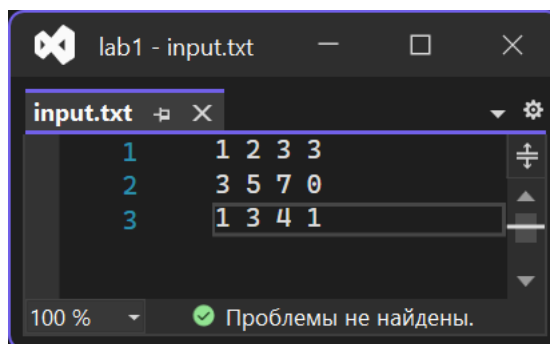 lab1 - input.txt
input.txt
1 1 2 3 3
2 3 5 7 0
3 1 3 4 1
100 % Проблемы не найдены.